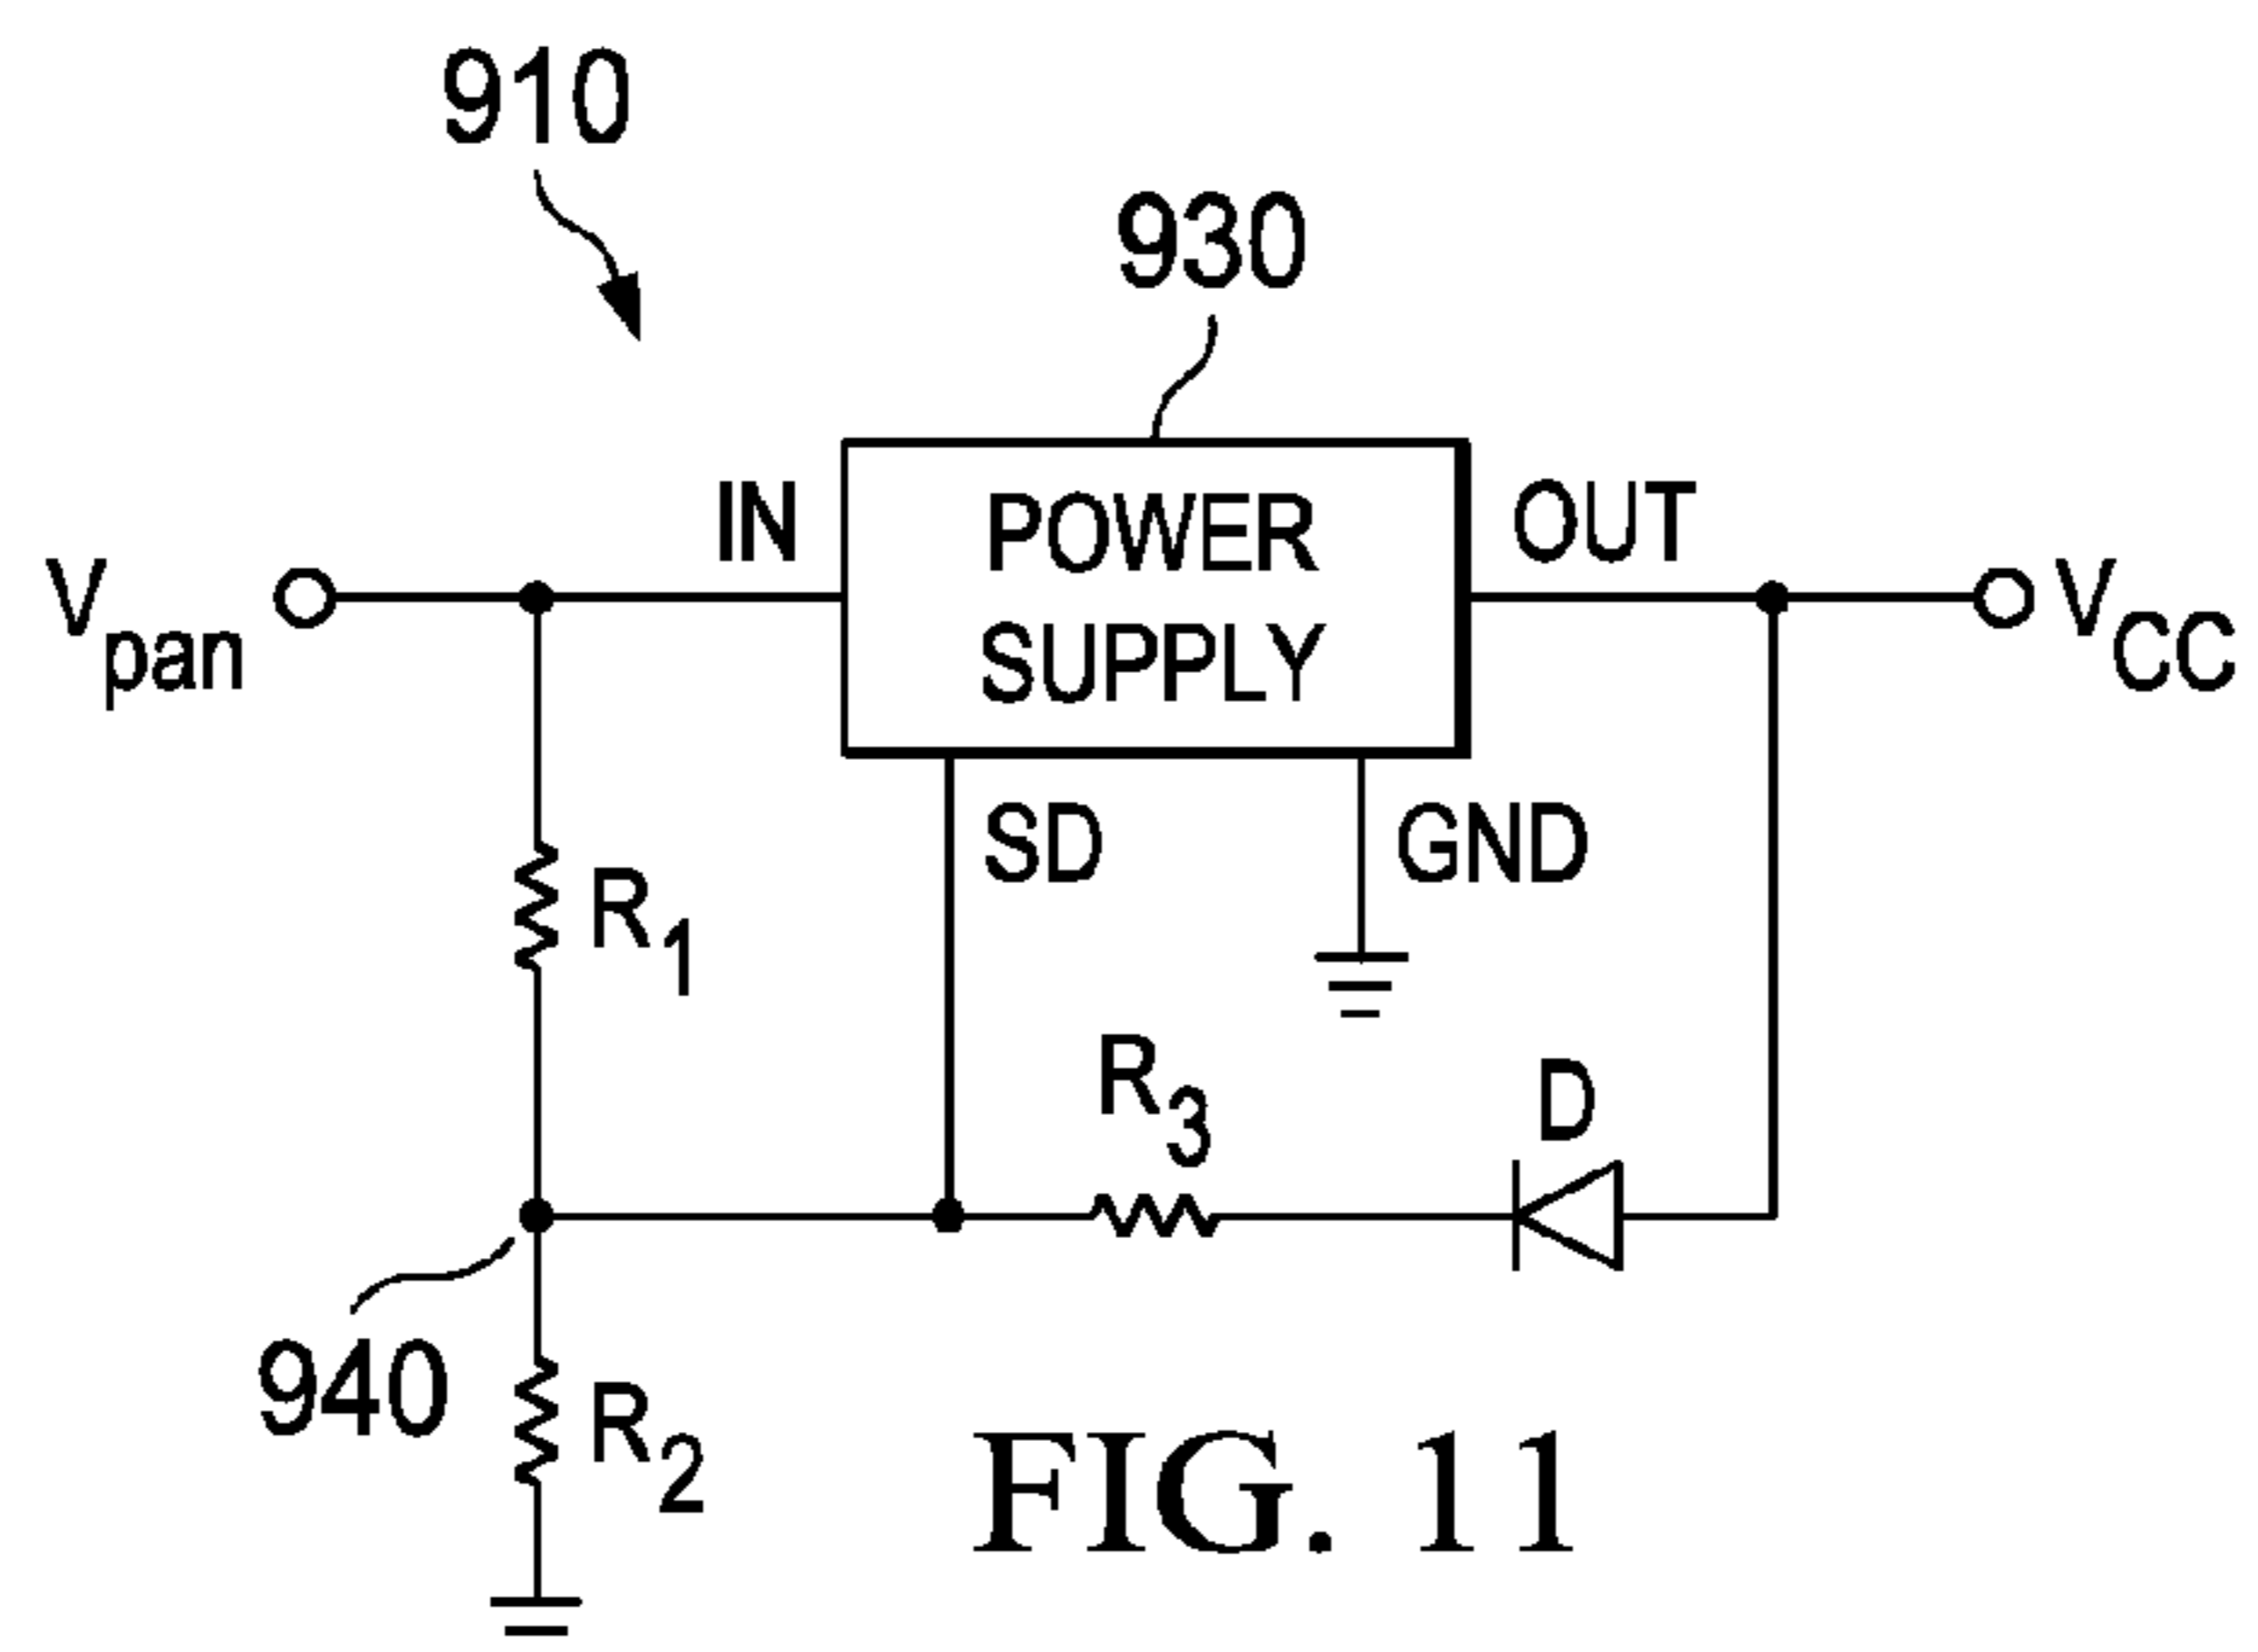 910
930
IN
POWER
SUPPLY
OUT
Vpan
VCC
SD
GND
R1
R3
D
940
R2
FIG. 11